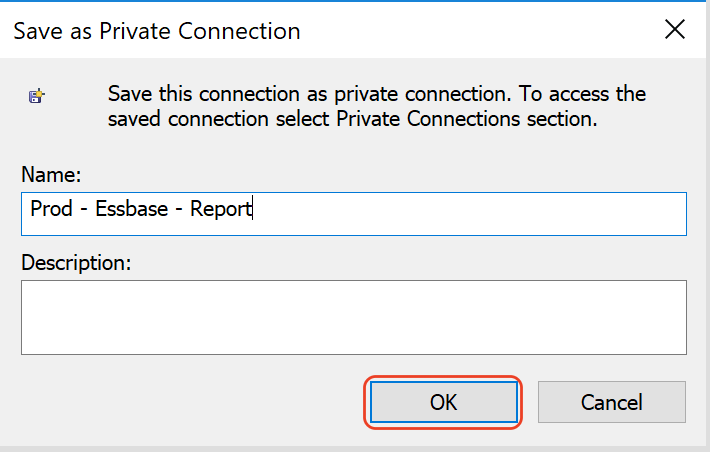 Save as Private Connection
Save this connection as private connection. To access the
saved connection select Private Connections section.
Name:
Prod - Essbase - Report
Description:
OK
Cancel